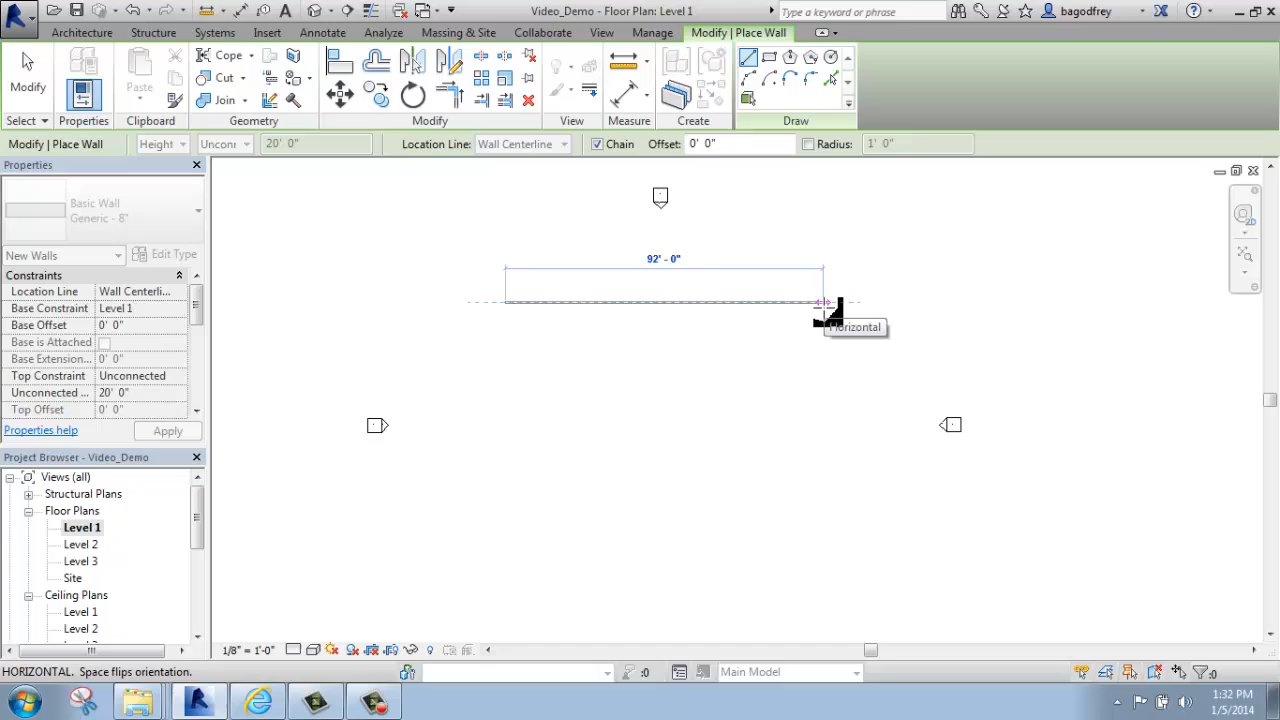 Video_Demo - Floor Plan: Level 1
Type a keyword or phrase
bagodfrey
Architecture
Structure
Systems
Insert
Annotate
Analyze
Massing & Site
Collaborate
View
Manage
Modify | Place Wall
Modify
Paste
Cope
Cut
Join
Select
Properties
Clipboard
Geometry
Modify
View
Measure
Create
Draw
Modify | Place Wall
Height
Uncon
20' 0"
Location Line:
Wall Centerline
Chain
Offset:
0' 0"
Radius:
1' 0"
Properties
Basic Wall
Generic - 8"
New Walls
Edit Type
Constraints
Location Line
Wall Centerli...
Base Constraint
Level 1
Base Offset
0' 0"
Base is Attached
Base Extension...
0' 0"
Top Constraint
Unconnected
Unconnected ...
20' 0"
Top Offset
0' 0"
Properties help
Apply
Project Browser - Video_Demo
Views (all)
Structural Plans
Floor Plans
Level 1
Level 2
Level 3
Site
Ceiling Plans
Level 1
Level 2
92' - 0"
Horizontal
2D
1/8" = 1'-0"
HORIZONTAL. Space flips orientation.
:0
Main Model
:0
1:32 PM
1/5/2014